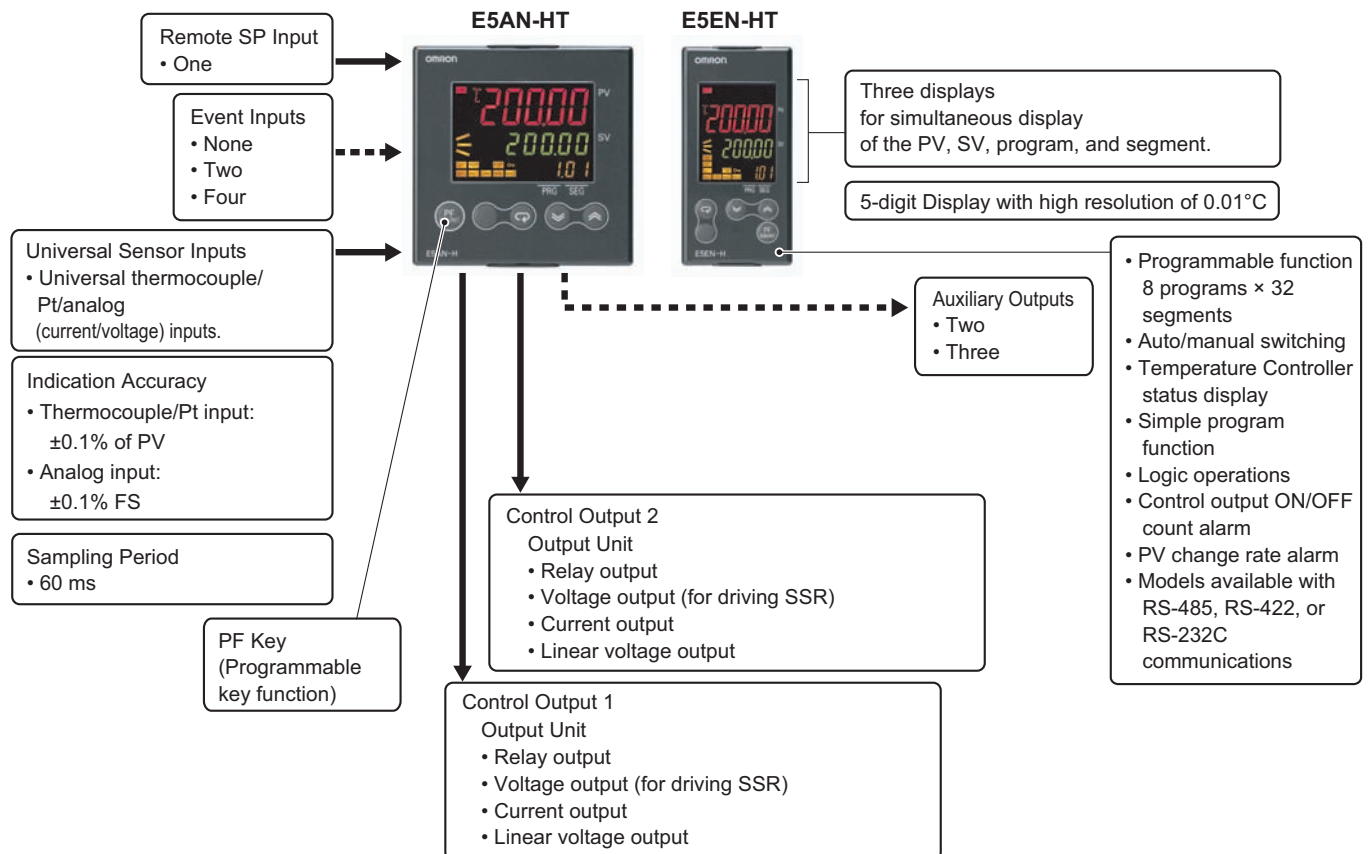 E5AN-HT
E5EN-HT
Remote SP Input
• One
Event Inputs
• None
• Two
• Four
Universal Sensor Inputs
• Universal thermocouple/
Pt/analog
(current/voltage) inputs.
Indication Accuracy
• Thermocouple/Pt input:
±0.1% of PV
• Analog input:
±0.1% FS
Sampling Period
• 60 ms
omron
℃ 200.00 PV
200.00 SV
1.01
PRG SEG
PF
E5AN-H
omron
℃ 200.00
200.00
1.01
PRG SEG
PF
E5EN-H
Three displays
for simultaneous display
of the PV, SV, program, and segment.
5-digit Display with high resolution of 0.01°C
• Programmable function
8 programs × 32
segments
• Auto/manual switching
• Temperature Controller
status display
• Simple program
function
• Logic operations
• Control output ON/OFF
count alarm
• PV change rate alarm
• Models available with
RS-485, RS-422, or
RS-232C
communications
Auxiliary Outputs
• Two
• Three
Control Output 2
Output Unit
• Relay output
• Voltage output (for driving SSR)
• Current output
• Linear voltage output
PF Key
(Programmable
key function)
Control Output 1
Output Unit
• Relay output
• Voltage output (for driving SSR)
• Current output
• Linear voltage output